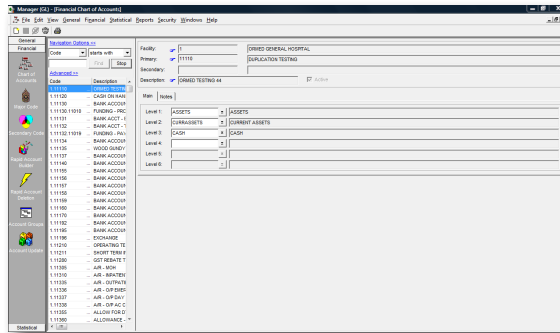 Manager (GL) - [Financial Chart of Accounts]
File Edit View General Financial Statistical Reports Security Windows Help
General
Financial
Chart of Accounts
Major Code
Secondary Code
Rapid Account Builder
Rapid Account Deletion
Account Groups
Account Update
Statistical
Navigation Options <<
Code starts with
Find Stop
Advanced >>
Code Description
1.11110 ... ORMED TESTIN
1.11120 ... CASH ON HAN
1.11130 ... BANK ACCOUN
1.11130.11018 ... FUNDING - PRO
1.11131 ... BANK ACCT - E
1.11132 ... BANK ACCT - T
1.11132.11019 ... FUNDING - PAY
1.11134 ... BANK ACCOUN
1.11135 ... WOOD GUNDY
1.11137 ... BANK ACCOUN
1.11140 ... BANK ACCOUN
1.11155 ... BANK ACCOUN
1.11156 ... BANK ACCOUN
1.11157 ... BANK ACCOUN
1.11158 ... BANK ACCOUN
1.11159 ... BANK ACCOUN
1.11160 ... BANK ACCOUN
1.11170 ... BANK ACCOUN
1.11192 ... BANK ACCOUN
1.11195 ... BANK ACCOUN
1.11196 ... EXCHANGE
1.11210 ... OPERATING TE
1.11211 ... SHORT TERM I
1.11280 ... GST REBATE T
1.11305 ... A/R - MOH
1.11310 ... A/R - INPATIEN
1.11335 ... A/R - OUTPATI
1.11336 ... A/R - O/P EMER
1.11337 ... A/R - O/P DAY
1.11338 ... A/R - O/P AC C
1.11355 ... ALLOW FOR D
1.11360 ... ALLOWANCE -
Facility: 1 ORMED GENERAL HOSPITAL
Primary: 11110 DUPLICATION TESTING
Secondary:
Description: ORMED TESTING 44 Active
Main Notes
Level 1: ASSETS ASSETS
Level 2: CURRASSETS CURRENT ASSETS
Level 3: CASH CASH
Level 4:
Level 5:
Level 6: